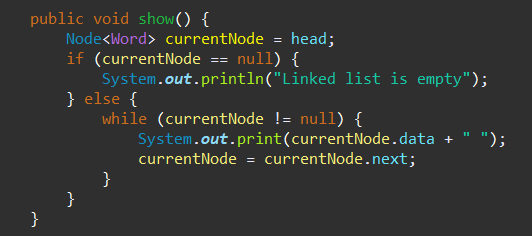 public void show() {
    Node<Word> currentNode = head;
    if (currentNode == null) {
        System.out.println("Linked list is empty");
    } else {
        while (currentNode != null) {
            System.out.print(currentNode.data + " ");
            currentNode = currentNode.next;
        }
    }
}